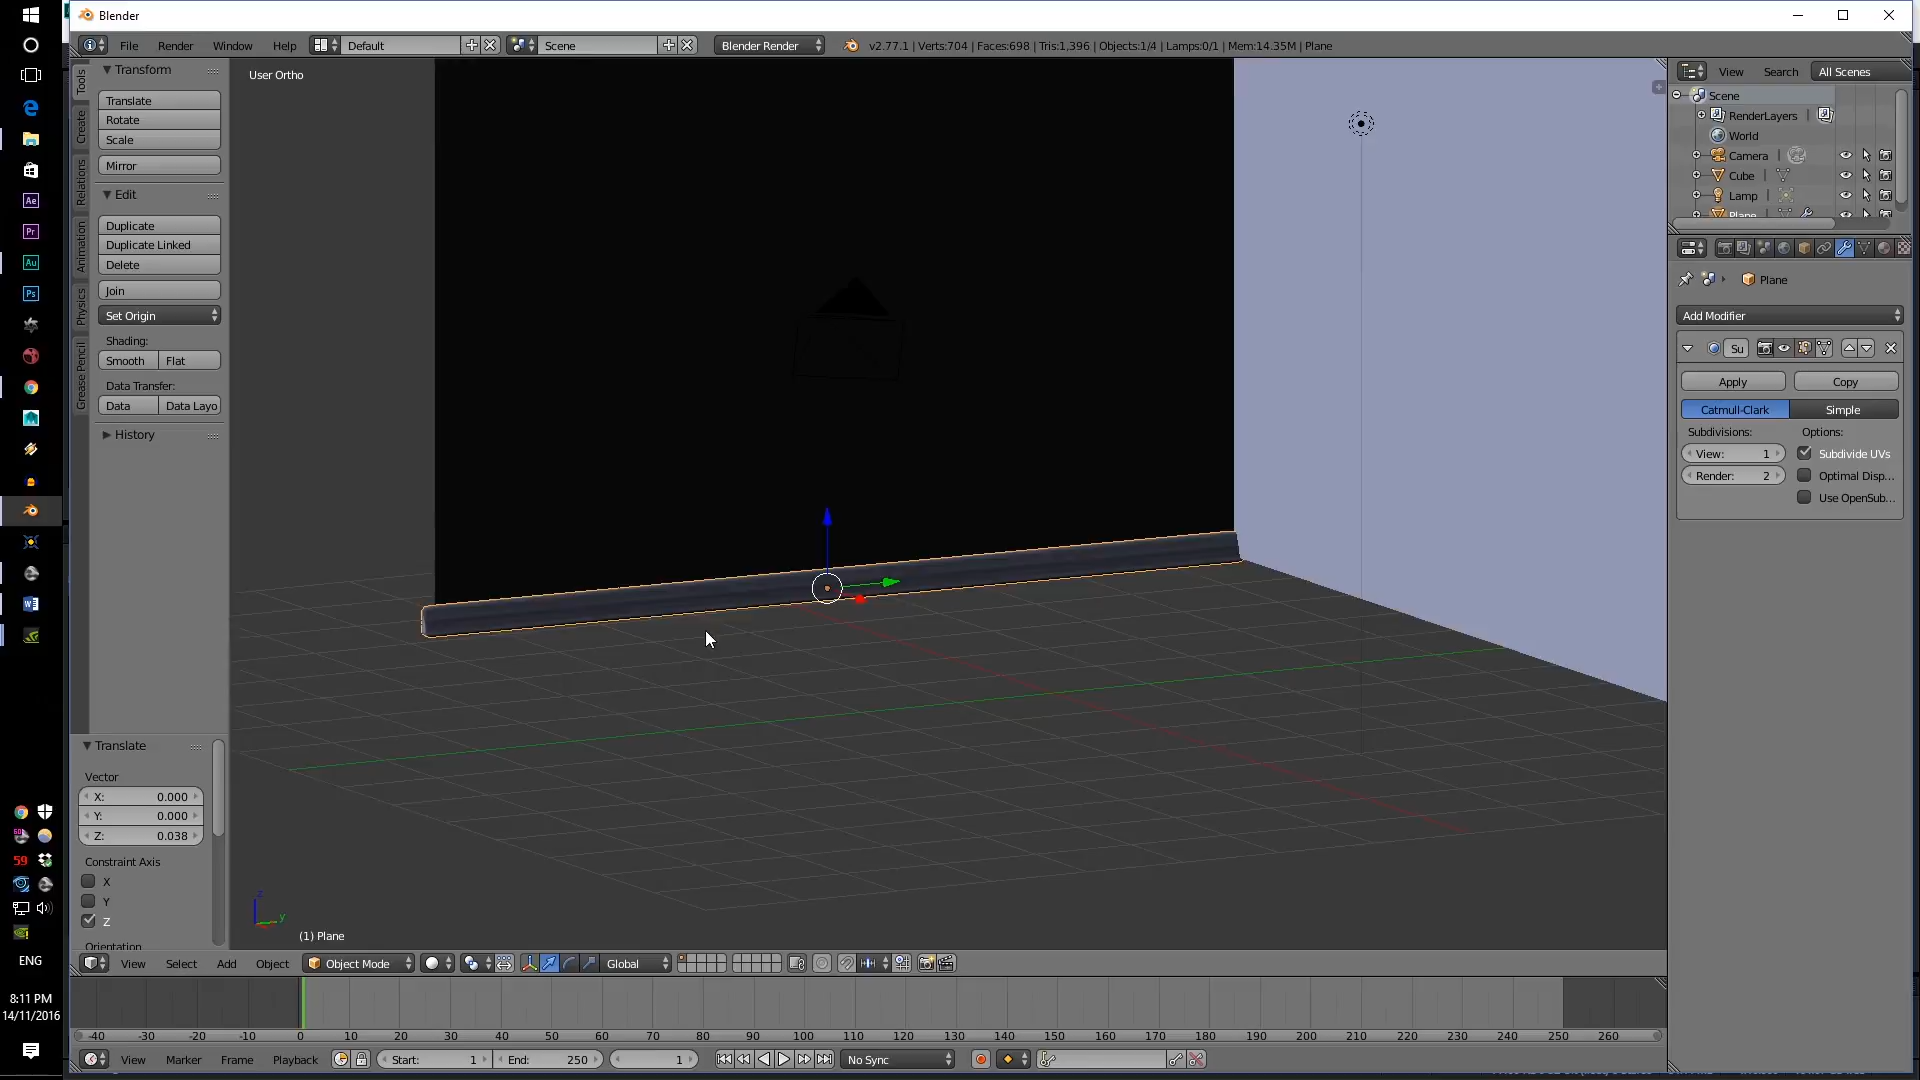 Blender
File Render Window Help Default Scene Blender Render v2.77.1 | Verts:704 | Faces:698 | Tris:1,396 | Objects:1/4 | Lamps:0/1 | Mem:14.35M | Plane
Tools
Create
Relations
Animation
Physics
Grease Pencil
Transform
Translate
Rotate
Scale
Mirror
Edit
Duplicate
Duplicate Linked
Delete
Join
Set Origin
Shading:
Smooth Flat
Data Transfer:
Data Data Layo
History
Translate
Vector
X: 0.000
Y: 0.000
Z: 0.038
Constraint Axis
X
Y
Z
Orientation
User Ortho
z
y
(1) Plane
View Select Add Object Object Mode Global
-40 -30 -20 -10 0 10 20 30 40 50 60 70 80 90 100 110 120 130 140 150 160 170 180 190 200 210 220 230 240 250 260
View Marker Frame Playback Start: 1 End: 250 1 No Sync
View Search All Scenes
Scene
RenderLayers
World
Camera
Cube
Lamp
Plane
Plane
Add Modifier
Su
Apply Copy
Catmull-Clark Simple
Subdivisions: Options:
View: 1 Subdivide UVs
Render: 2 Optimal Disp...
Use OpenSub...
Ae
Pr
Au
Ps
59
ENG
8:11 PM
14/11/2016